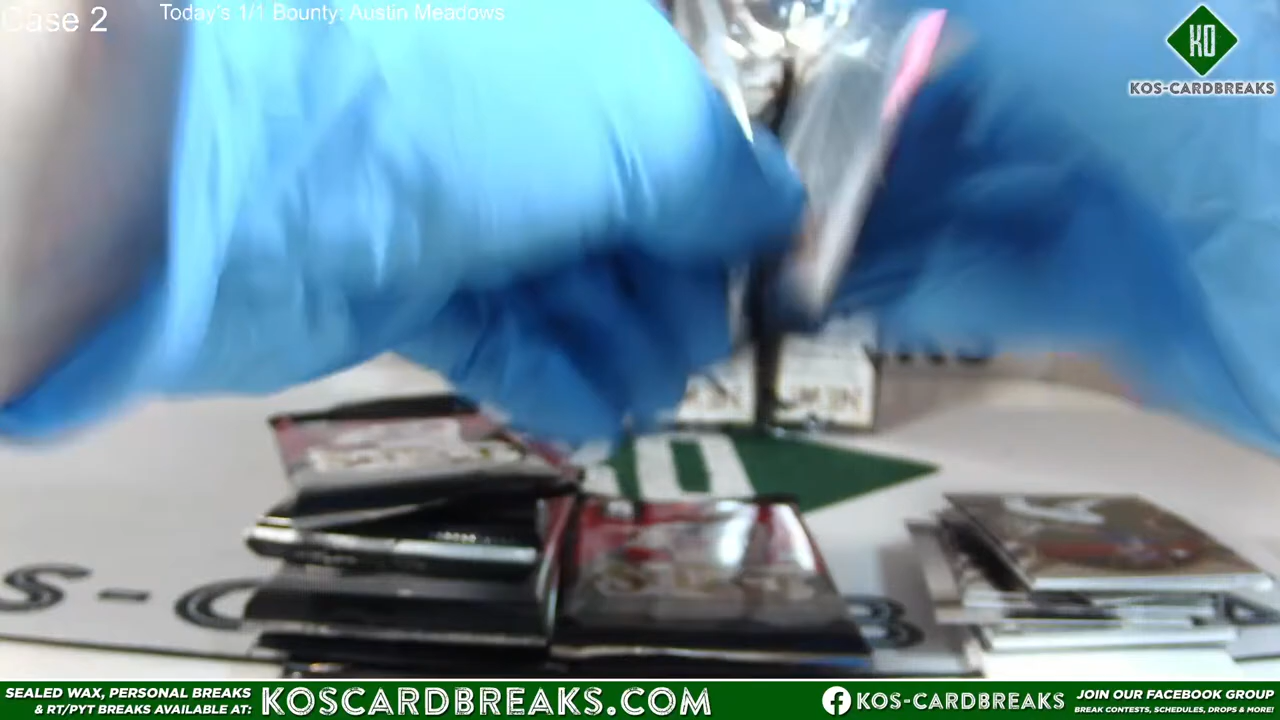 Case 2
Today's 1/1 Bounty: Austin Meadows
KO
KOS-CARDBREAKS
S-C
SEALED WAX, PERSONAL BREAKS
& RT/PYT BREAKS AVAILABLE AT:
KOSCARDBREAKS.COM
KOS-CARDBREAKS
JOIN OUR FACEBOOK GROUP
BREAK CONTESTS, SCHEDULES, DROPS & MORE!